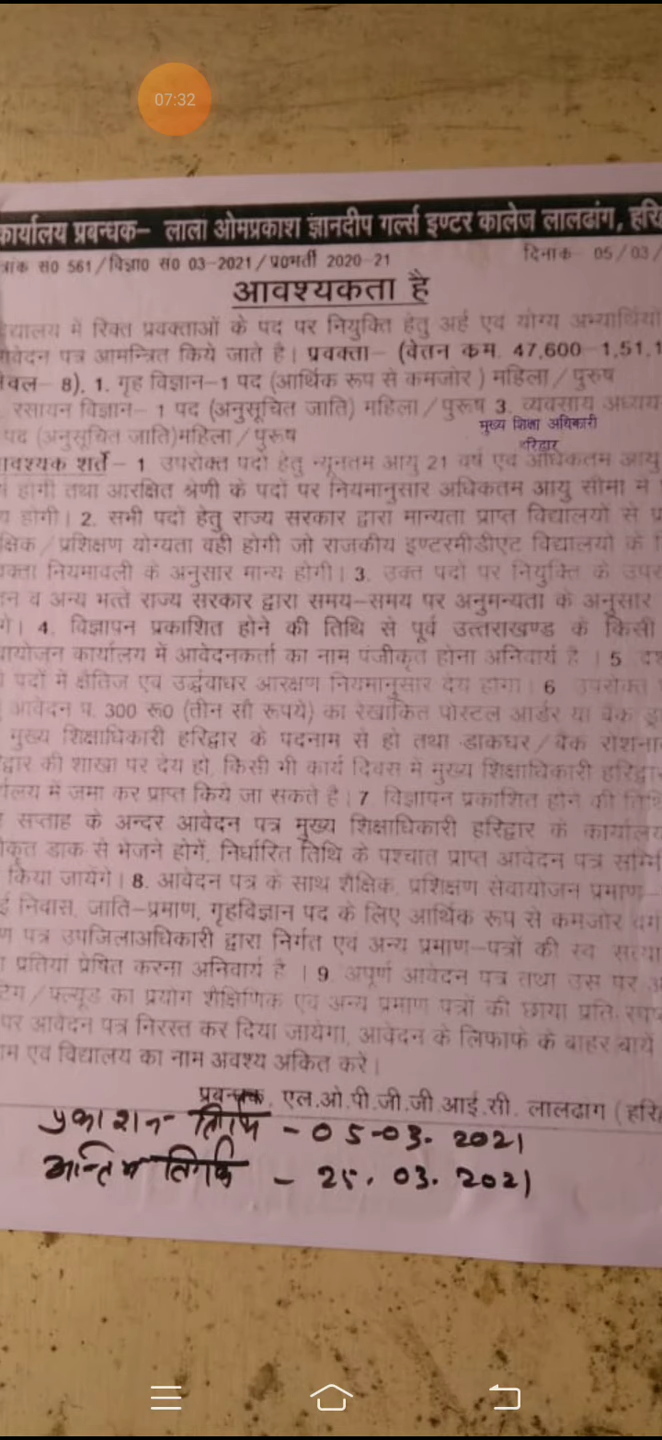 07:32
कार्यालय प्रबन्धक– लाला ओमप्रकाश ज्ञानदीप गर्ल्स इण्टर कालेज लालढांग, हरि
त्रांक स0 561/विज्ञा0 सं0 03-2021/प्र0भर्ती 2020-21 दिनाक 05/03/
आवश्यकता है
द्यालय में रिक्त प्रवक्ताओं के पद पर नियुक्ति हेतु अर्ह एवं योग्य अभ्यार्थियो
वेदन पत्र आमन्त्रित किये जाते है। प्रवक्ता– (वेतन कम. 47,600–1,51,1
वल– 8), 1. गृह विज्ञान–1 पद (आर्थिक रूप से कमजोर) महिला/पुरुष
रसायन विज्ञान– 1 पद (अनुसूचित जाति) महिला/पुरूष 3. व्यवसाय अध्यय
पद (अनुसूचित जाति)महिला/पुरूष
मुख्य शिक्षा अधिकारी
हरिद्वार
वश्यक शर्ते– 1 उपरोक्त पदो हेतु न्यूनतम आयु 21 वर्ष एवं अधिकतम आयु
होगी तथा आरक्षित श्रेणी के पदों पर नियमानुसार अधिकतम आयु सीमा में
होगी। 2. सभी पदों हेतु राज्य सरकार द्वारा मान्यता प्राप्त विद्यालयों से
क्षिक/प्रशिक्षण योग्यता वही होगी जो राजकीय इण्टरमीडीएट विद्यालयो के
क्ता नियमावली के अनुसार मान्य होगी। 3. उक्त पदों पर नियुक्ति के उपर
न व अन्य भत्ते राज्य सरकार द्वारा समय–समय पर अनुमन्यता के अनुसार
गें। 4. विज्ञापन प्रकाशित होने की तिथि से पूर्व उत्तराखण्ड के किसी
वायोजन कार्यालय में आवेदनकर्ता का नाम पंजीकृत होना अनिवार्य है। 5
पदों में क्षैतिज एवं उर्द्धवाधर आरक्षण नियमानुसार देय होगा। 6 उपरोक्त
आवेदन प. 300 रू0 (तीन सौ रूपये) का रेखांकित पोस्टल आर्डर या बैंक
मुख्य शिक्षाधिकारी हरिद्वार के पदनाम से हो तथा डाकघर/बैंक रोशना
द्वार की शाखा पर देय हो, किसी भी कार्य दिवस मे मुख्य शिक्षाधिकारी हरिद्वार
र्यालय में जमा कर प्राप्त किये जा सकते है। 7. विज्ञापन प्रकाशित होने की तिथि
सप्ताह के अन्दर आवेदन पत्र मुख्य शिक्षाधिकारी हरिद्वार के कार्यालय
कृत डाक से भेजने होगें, निर्धारित तिथि के पश्चात प्राप्त आवेदन पत्र
किया जायेगे। 8. आवेदन पत्र के साथ शैक्षिक, प्रशिक्षण सेवायोजन प्रमाण–
ई निवास, जाति–प्रमाण, गृहविज्ञान पद के लिए आर्थिक रूप से कमजोर वर्ग
ण पत्र उपजिलाअधिकारी द्वारा निर्गत एवं अन्य प्रमाण–पत्रों की स्व सत्या
प्रतियां प्रेषित करना अनिवार्य है। 9. अपूर्ण आवेदन पत्र तथा उस पर
टिंग/फ्ल्यूड का प्रयोग शैक्षिणिक एवं अन्य प्रमाण पत्रों की छाया प्रति
पर आवेदन पत्र निरस्त कर दिया जायेगा, आवेदन के लिफाफे के बाहर बायें
म एवं विद्यालय का नाम अवश्य अंकित करे।
प्रबन्धक, एल.ओ.पी.जी.जी.आई.सी. लालढाग (हरि
प्रकाशन तिथि – 05-03. 2021
अन्तिम तिथि – 25. 03. 2021